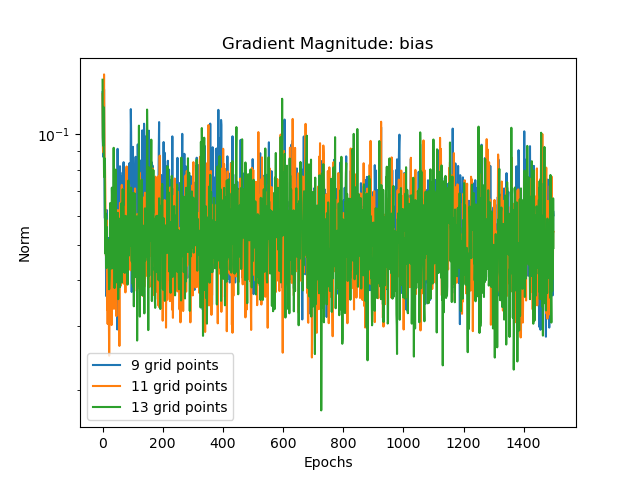 Gradient Magnitude: bias
10⁻¹
Norm
9 grid points
11 grid points
13 grid points
0 200 400 600 800 1000 1200 1400
Epochs